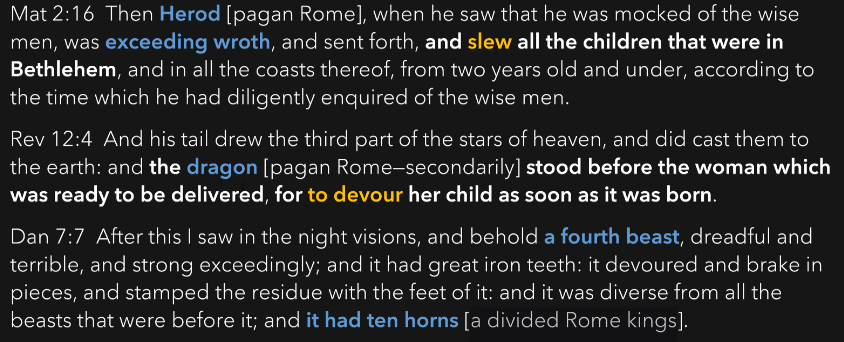 Mat 2:16 Then Herod [pagan Rome], when he saw that he was mocked of the wise
men, was exceeding wroth, and sent forth, and slew all the children that were in
Bethlehem, and in all the coasts thereof, from two years old and under, according to
the time which he had diligently enquired of the wise men.
Rev 12:4 And his tail drew the third part of the stars of heaven, and did cast them to
the earth: and the dragon [pagan Rome—secondarily] stood before the woman which
was ready to be delivered, for to devour her child as soon as it was born.
Dan 7:7 After this I saw in the night visions, and behold a fourth beast, dreadful and
terrible, and strong exceedingly; and it had great iron teeth: it devoured and brake in
pieces, and stamped the residue with the feet of it: and it was diverse from all the
beasts that were before it; and it had ten horns [a divided Rome kings].